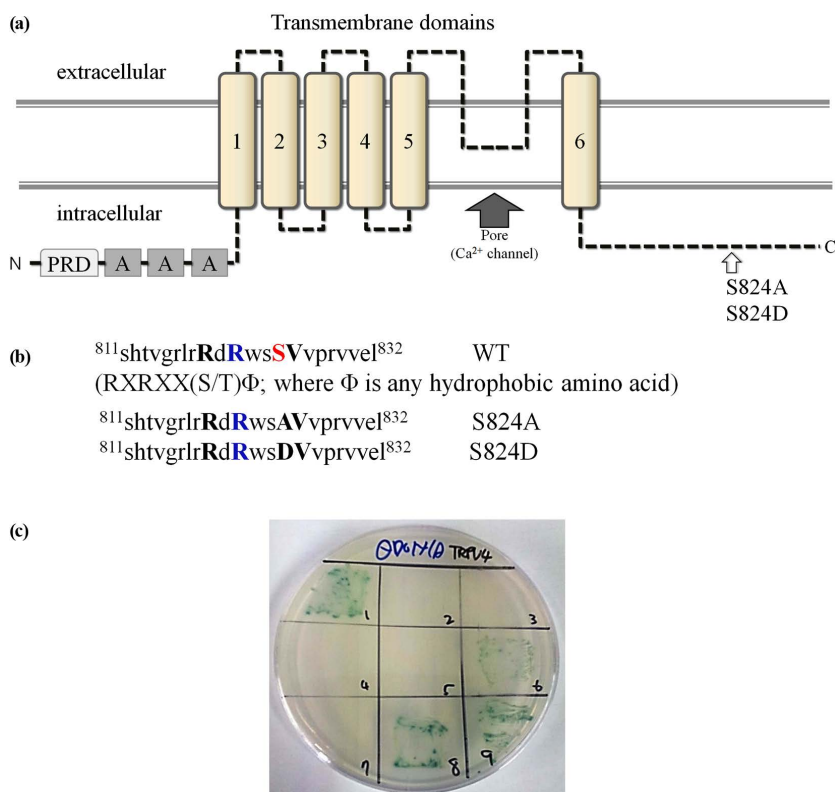 (a)
Transmembrane domains
extracellular
1 2 3 4 5 6
intracellular
Pore
(Ca²⁺ channel)
N PRD A A A
C
S824A
S824D
(b)
⁸¹¹shtvgrlrRdRwsSVvprvvel⁸³² WT
(RXRXX(S/T)Φ; where Φ is any hydrophobic amino acid)
⁸¹¹shtvgrlrRdRwsAVvprvvel⁸³² S824A
⁸¹¹shtvgrlrRdRwsDVvprvvel⁸³² S824D
(c)
TRPV4
1 2 3
4 5 6
7 8 9